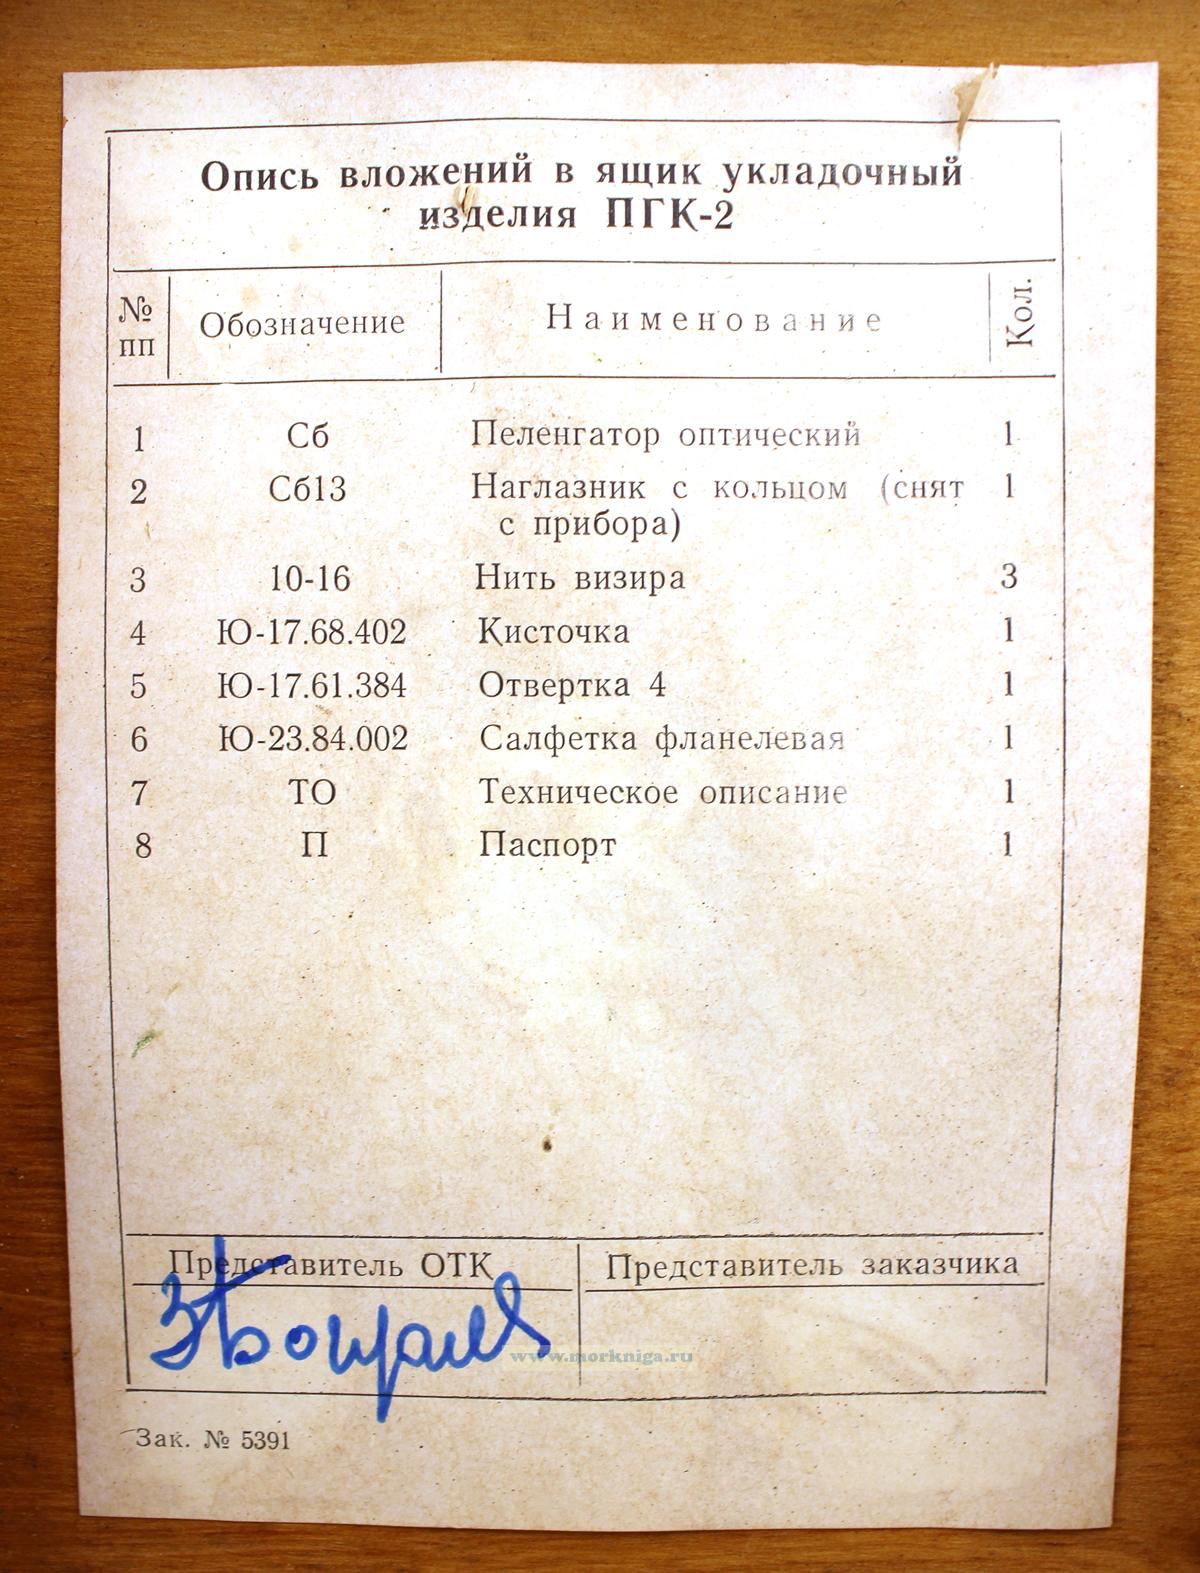 Опись вложений в ящик укладочный
изделия ПГК-2
№ пп Обозначение Наименование Кол.
1 Сб Пеленгатор оптический 1
2 Сб13 Наглазник с кольцом (снят 1
с прибора)
3 10-16 Нить визира 3
4 Ю-17.68.402 Кисточка 1
5 Ю-17.61.384 Отвертка 4 1
6 Ю-23.84.002 Салфетка фланелевая 1
7 ТО Техническое описание 1
8 П Паспорт 1
Представитель ОТК Представитель заказчика
www.morkniga.ru
Зак. № 5391